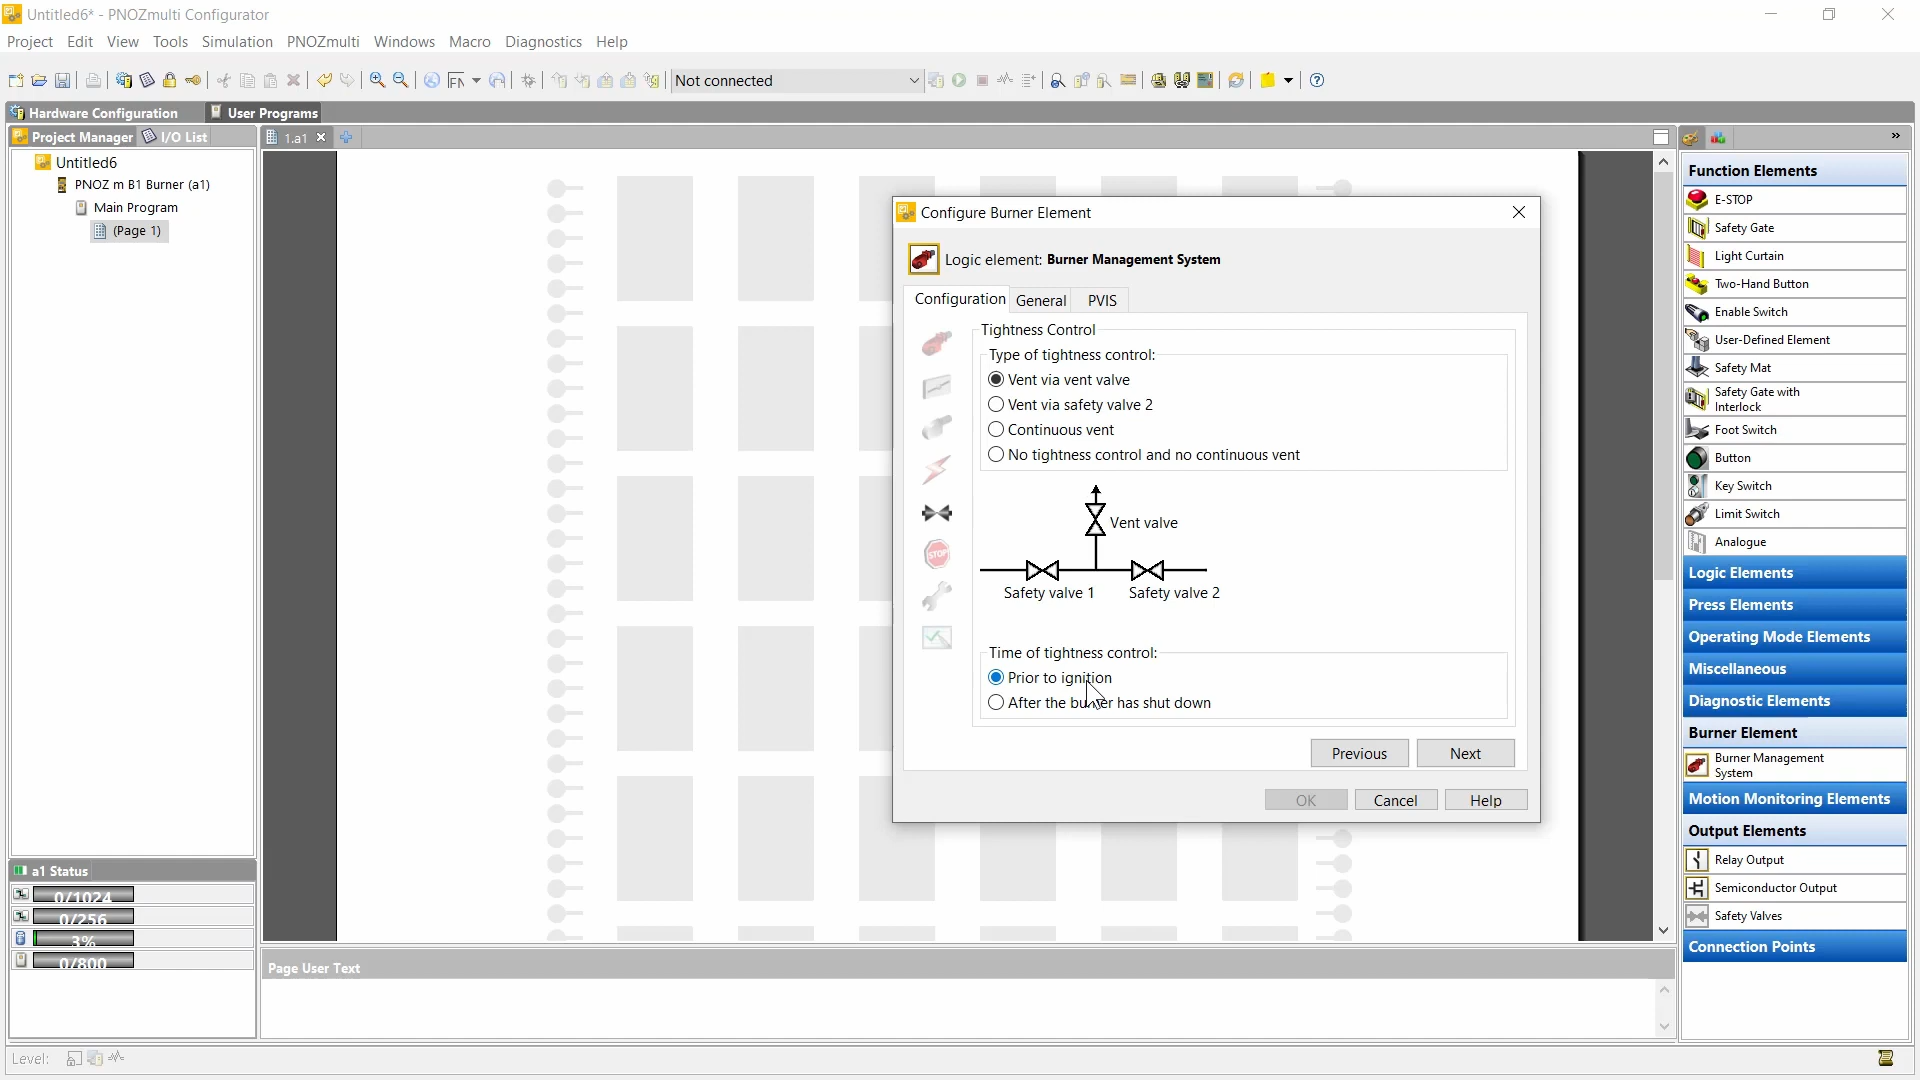 Untitled6* - PNOZmulti Configurator
Project Edit View Tools Simulation PNOZmulti Windows Macro Diagnostics Help
Not connected
Hardware Configuration User Programs
Project Manager I/O List 1.a1
Untitled6
PNOZ m B1 Burner (a1)
Main Program
(Page 1)
Configure Burner Element
Logic element: Burner Management System
Configuration General PVIS
Tightness Control
Type of tightness control:
Vent via vent valve
Vent via safety valve 2
Continuous vent
No tightness control and no continuous vent
Vent valve
Safety valve 1 Safety valve 2
Time of tightness control:
Prior to ignition
After the burner has shut down
Previous Next
OK Cancel Help
Function Elements
E-STOP
Safety Gate
Light Curtain
Two-Hand Button
Enable Switch
User-Defined Element
Safety Mat
Safety Gate with
Interlock
Foot Switch
Button
Key Switch
Limit Switch
Analogue
Logic Elements
Press Elements
Operating Mode Elements
Miscellaneous
Diagnostic Elements
Burner Element
Burner Management
System
Motion Monitoring Elements
Output Elements
Relay Output
Semiconductor Output
Safety Valves
Connection Points
a1 Status
0/1024
0/256
3%
0/800
Page User Text
Level: